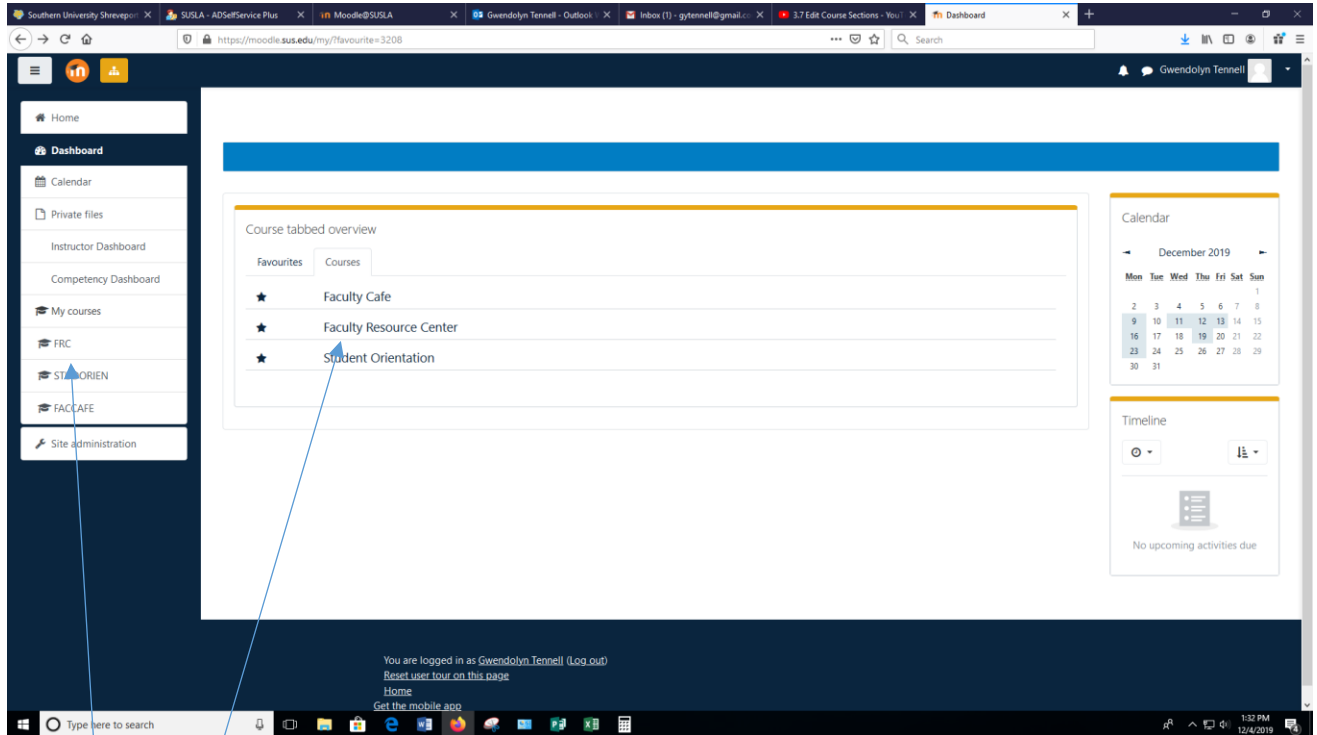 Southern University Shrevepor
SUSLA - ADSelfService Plus
Moodle@SUSLA
Gwendolyn Tennell - Outlook
Inbox (1) - gytennell@gmail.co
3.7 Edit Course Sections - You
Dashboard
https://moodle.sus.edu/my/?favourite=3208
Search
Gwendolyn Tennell
Home
Dashboard
Calendar
Private files
Instructor Dashboard
Competency Dashboard
My courses
FRC
ORIEN
FACCAFE
Site administration
Course tabbed overview
Favourites Courses
Faculty Cafe
Faculty Resource Center
Student Orientation
Calendar
December 2019
Mon Tue Wed Thu Fri Sat Sun
1
2 3 4 5 6 7 8
9 10 11 12 13 14 15
16 17 18 19 20 21 22
23 24 25 26 27 28 29
30 31
Timeline
No upcoming activities due
You are logged in as Gwendolyn Tennell (Log out)
Reset user tour on this page
Home
Get the mobile app
Type here to search
1:32 PM
12/4/2019